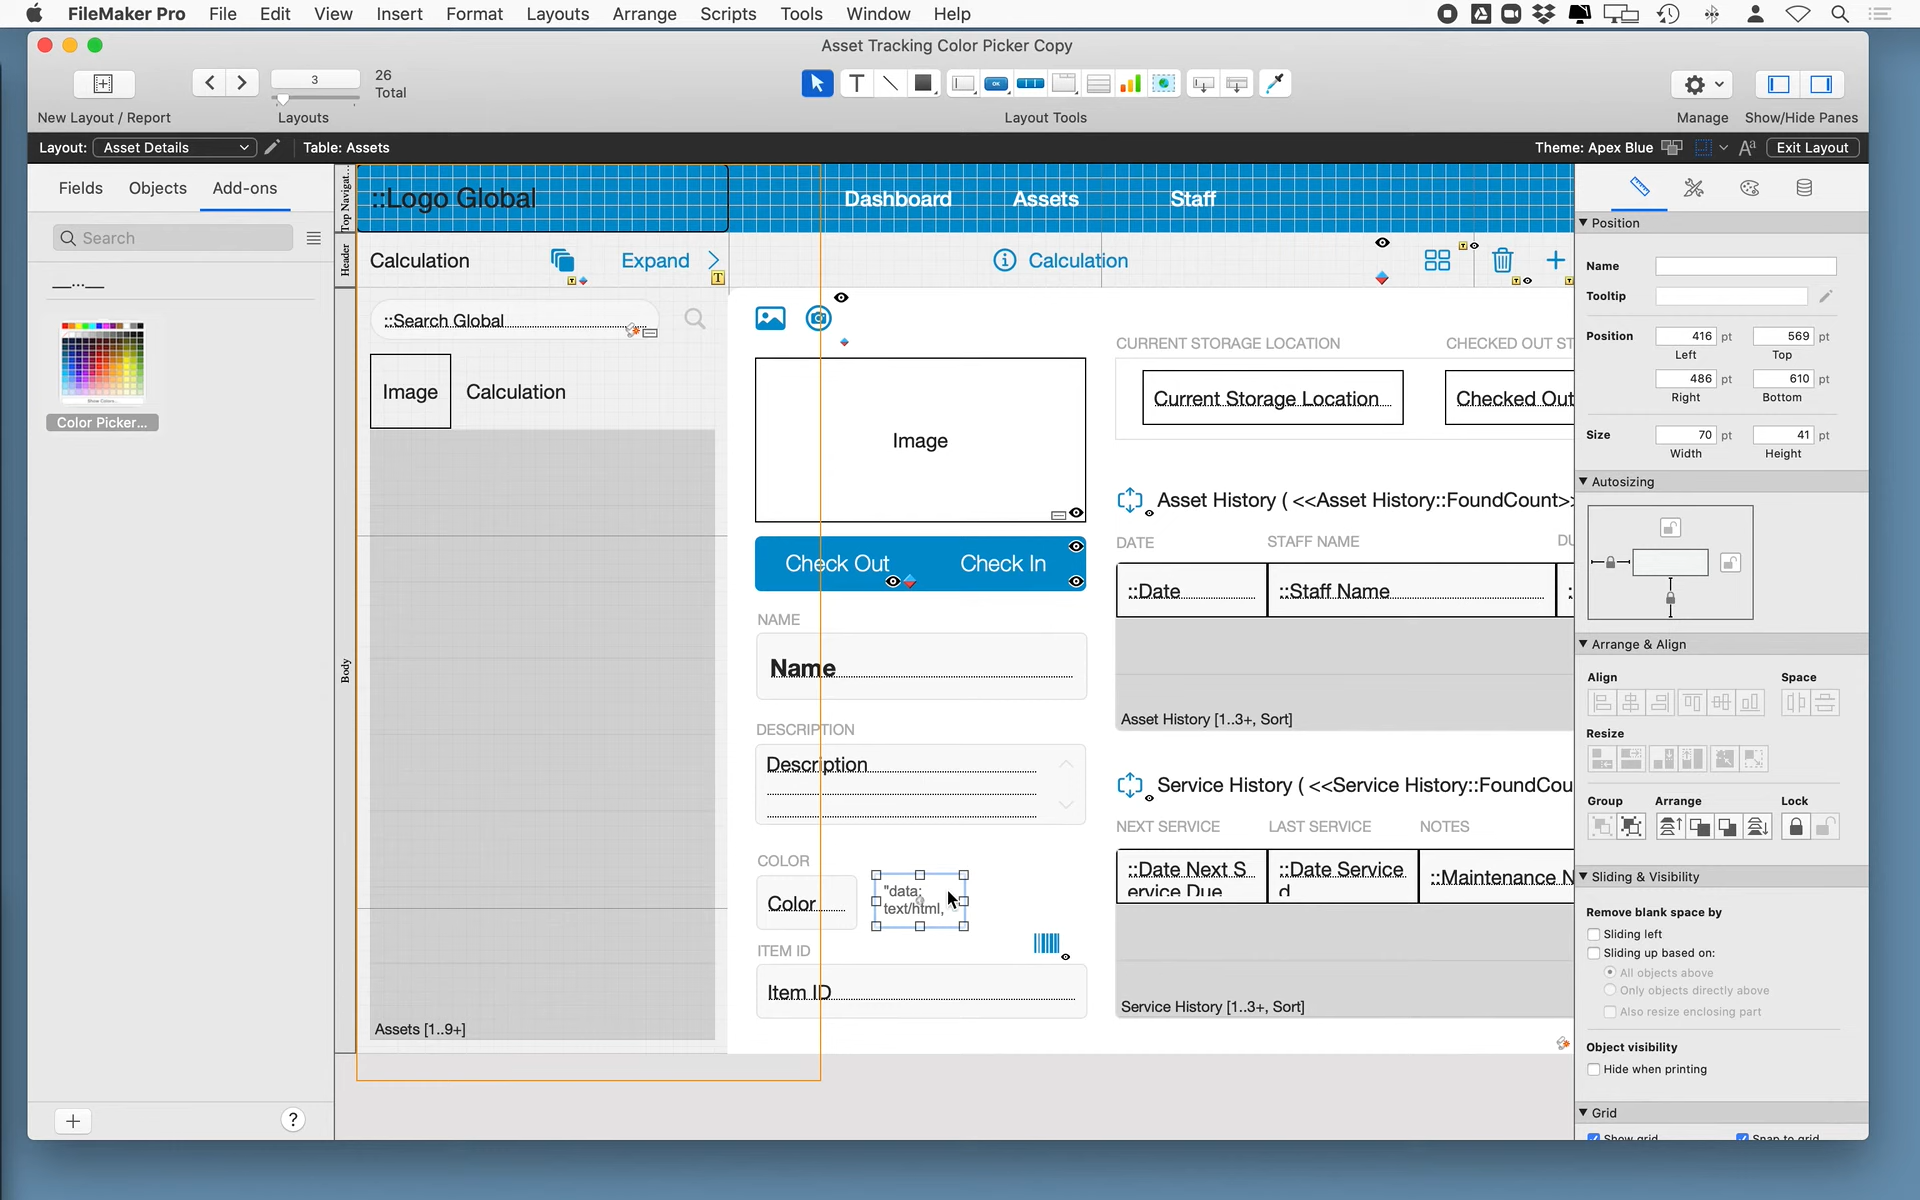 FileMaker Pro File Edit View Insert Format Layouts Arrange Scripts Tools Window Help
Asset Tracking Color Picker Copy
3
26
Total
New Layout / Report
Layouts
Layout Tools
Manage
Show/Hide Panes
Layout: Asset Details
Table: Assets
Theme: Apex Blue
Exit Layout
Fields Objects Add-ons
Search
Color Picker...
Top Navigat...
Header
Body
::Logo Global
Dashboard Assets Staff
Calculation
Expand
Calculation
::Search Global
Image
Calculation
Assets [1..9+]
Image
Check Out
Check In
NAME
Name
DESCRIPTION
Description
COLOR
Color
"data:
text/html,
ITEM ID
Item ID
CURRENT STORAGE LOCATION
CHECKED OUT ST
Current Storage Location
Checked Out
Asset History ( <<Asset History::FoundCount>>
DATE
STAFF NAME
DU
::Date
::Staff Name
Asset History [1..3+, Sort]
Service History ( <<Service History::FoundCou
NEXT SERVICE
LAST SERVICE
NOTES
::Date Next S
ervice Due
::Date Service
d
::Maintenance N
Service History [1..3+, Sort]
Position
Name
Tooltip
Position
416 pt
569 pt
Left
Top
486 pt
610 pt
Right
Bottom
Size
70 pt
41 pt
Width
Height
Autosizing
Arrange & Align
Align
Space
Resize
Group
Arrange
Lock
Sliding & Visibility
Remove blank space by
Sliding left
Sliding up based on:
All objects above
Only objects directly above
Also resize enclosing part
Object visibility
Hide when printing
Grid
Show grid
Snap to grid